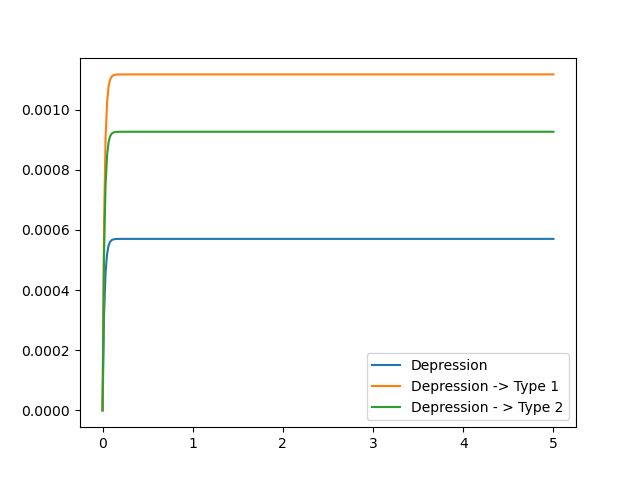 0.0010
0.0008
0.0006
0.0004
0.0002
0.0000
Depression
Depression -> Type 1
Depression - > Type 2
0 1 2 3 4 5